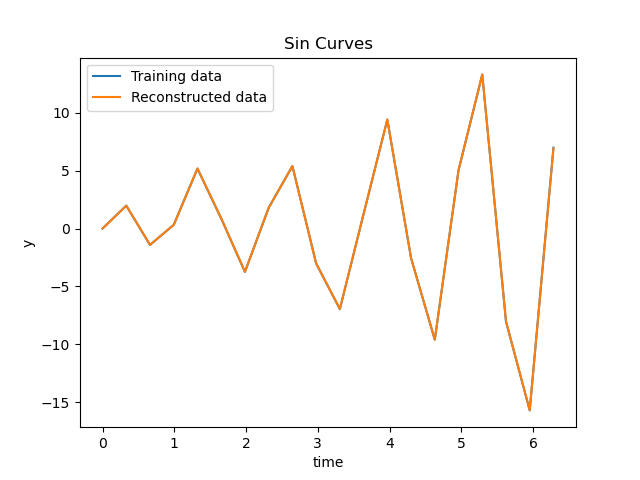 Sin Curves
Training data
Reconstructed data
10
5
0
−5
−10
−15
y
0 1 2 3 4 5 6
time